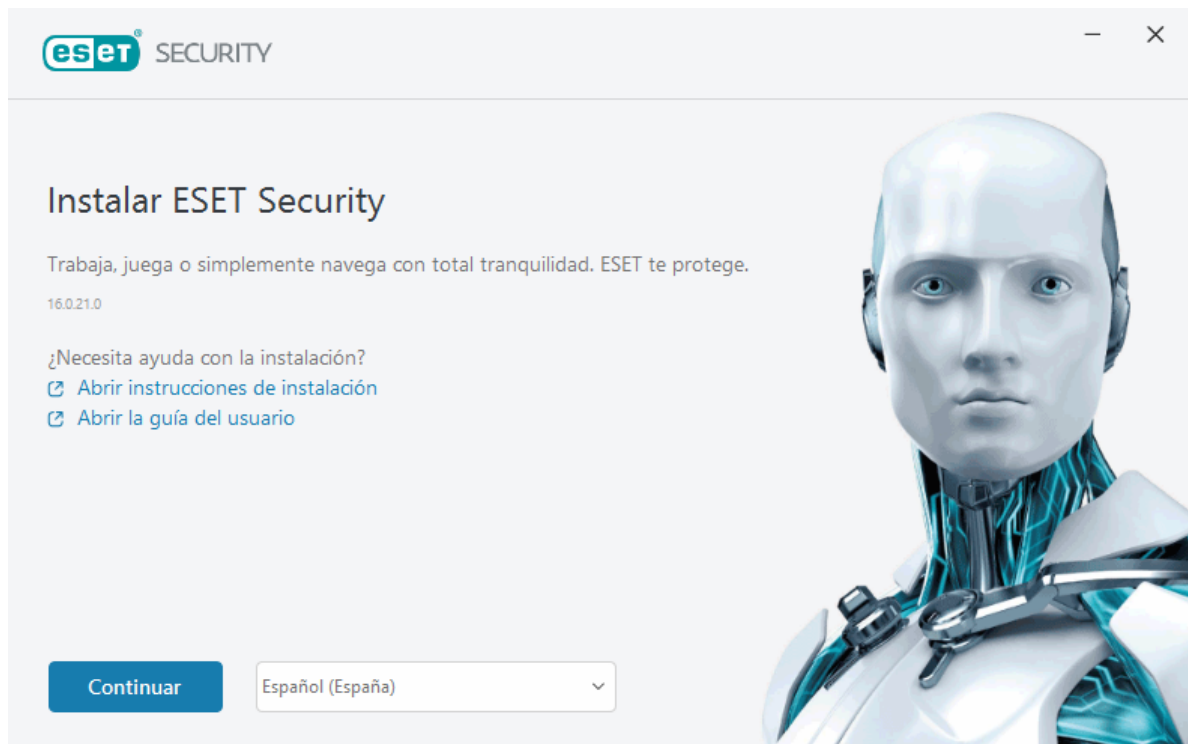 eset® SECURITY
Instalar ESET Security
Trabaja, juega o simplemente navega con total tranquilidad. ESET te protege.
16.0.21.0
¿Necesita ayuda con la instalación?
Abrir instrucciones de instalación
Abrir la guía del usuario
Continuar
Español (España)